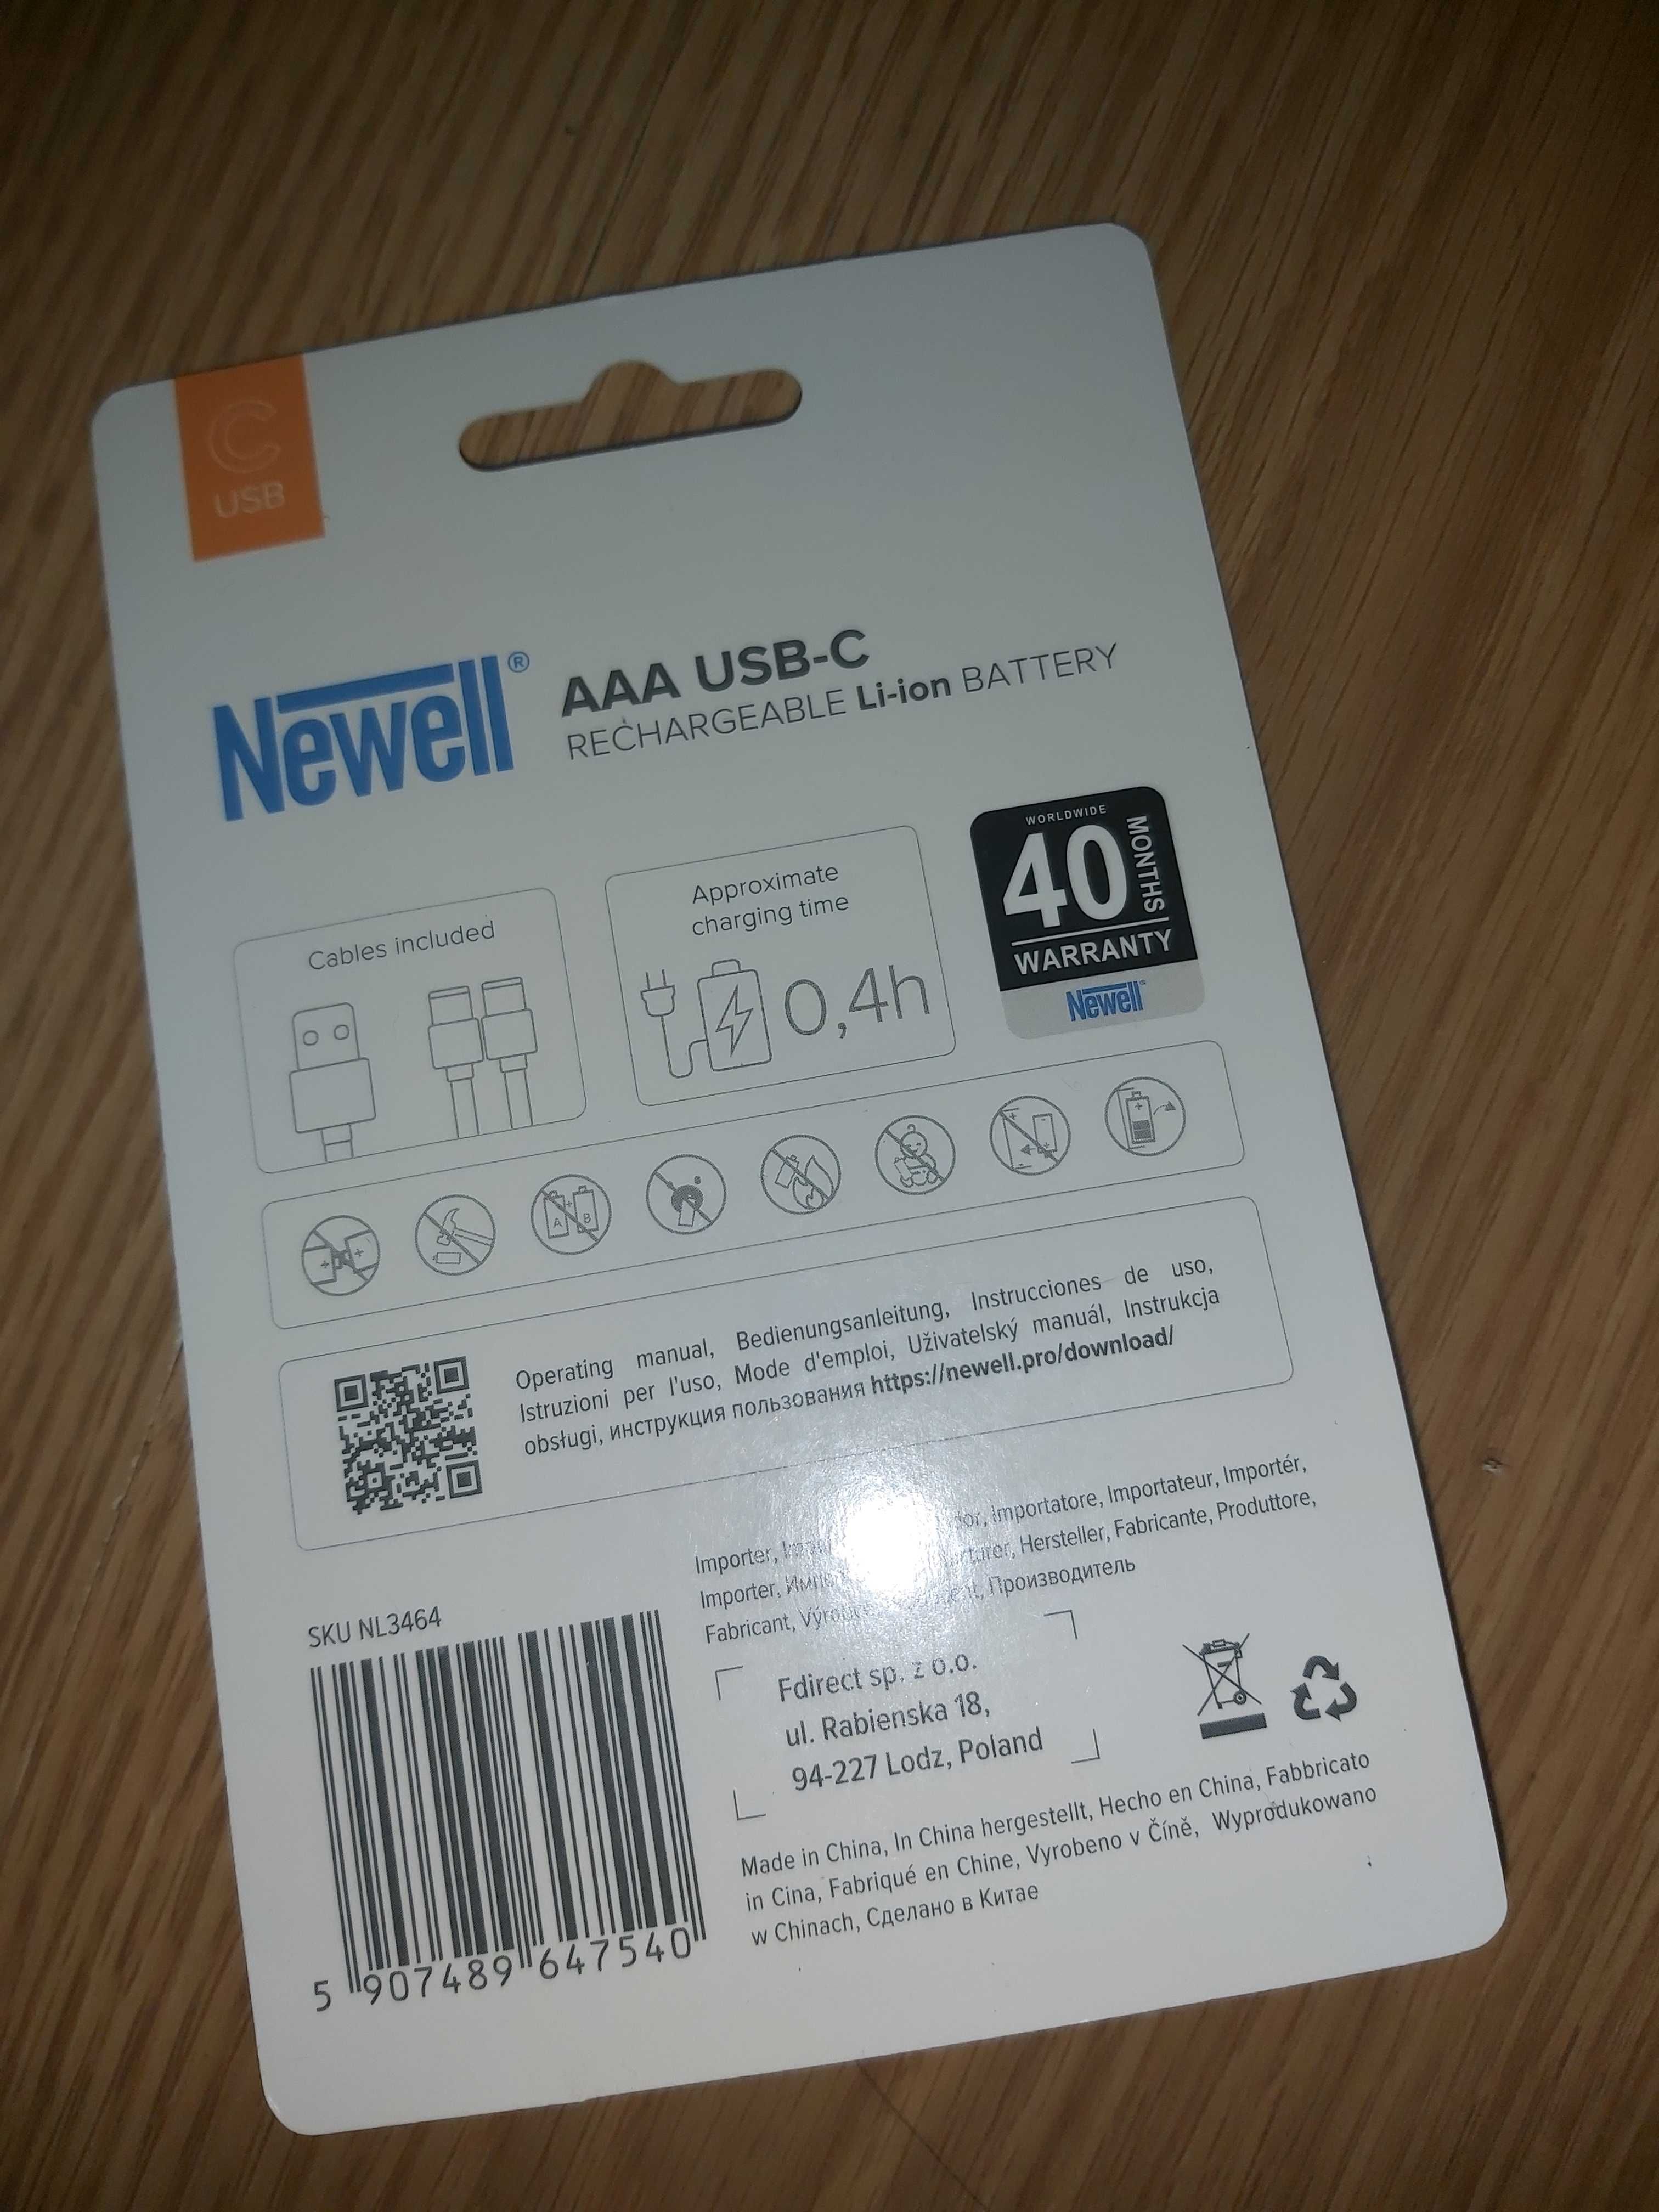 C
USB
Newell®
AAA USB-C
RECHARGEABLE Li-ion BATTERY
Cables included
Approximate
charging time
0,4h
WORLDWIDE
40
MONTHS
WARRANTY
Newell
A B
Operating manual, Bedienungsanleitung, Instrucciones de uso,
Istruzioni per l'uso, Mode d'emploi, Uživatelský manuál, Instrukcja
obsługi, инструкция пользования https://newell.pro/download/
Importer, Importatore, Importateur, Importér,
Importer, Hersteller, Fabricante, Produttore,
Fabricant, Производитель
SKU NL3464
5 907489 647540
Fdirect sp. z o.o.
ul. Rabienska 18,
94-227 Lodz, Poland
Made in China, In China hergestellt, Hecho en China, Fabbricato
in Cina, Fabriqué en Chine, Vyrobeno v Číně, Wyprodukowano
w Chinach, Сделано в Китае